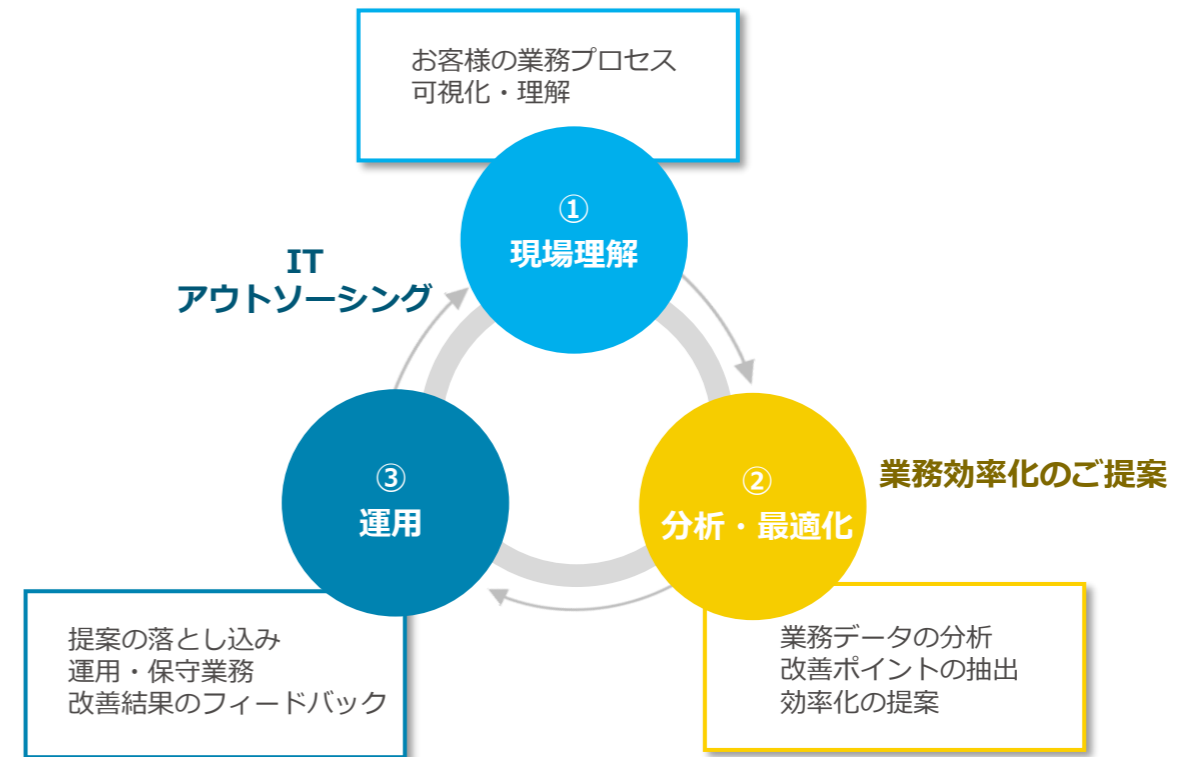 お客様の業務プロセス
可視化・理解
①
現場理解
IT
アウトソーシング
③
運用
②
分析・最適化
業務効率化のご提案
提案の落とし込み
運用・保守業務
改善結果のフィードバック
業務データの分析
改善ポイントの抽出
効率化の提案